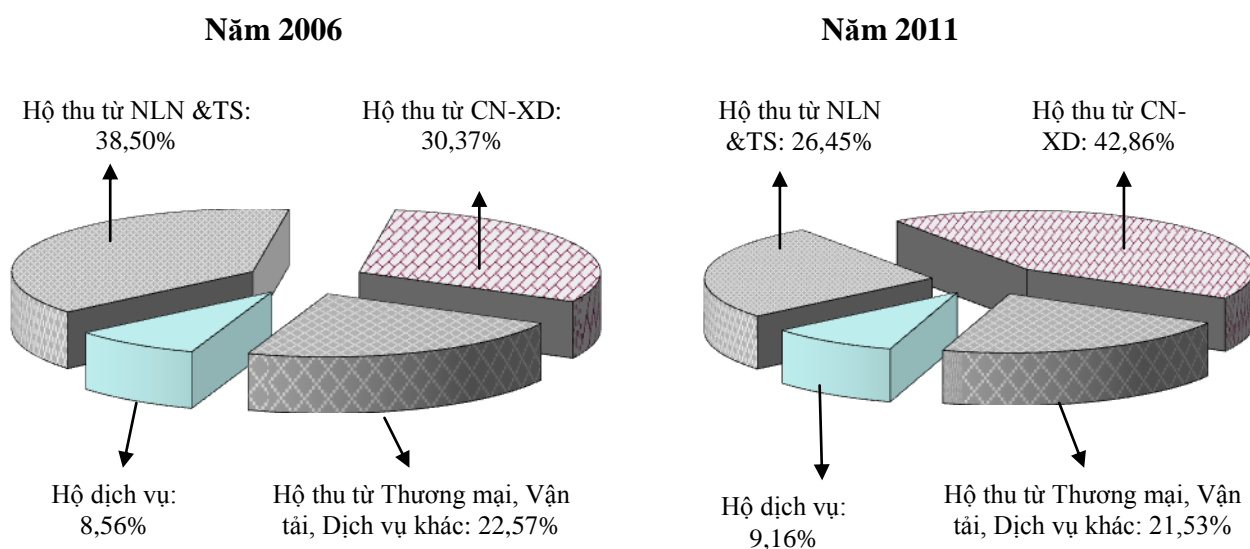 Năm 2006
Hộ thu từ NLN &TS:
38,50%
Hộ thu từ CN-XD:
30,37%
Hộ dịch vụ:
8,56%
Hộ thu từ Thương mại, Vận
tải, Dịch vụ khác: 22,57%
Năm 2011
Hộ thu từ NLN
&TS: 26,45%
Hộ thu từ CN-
XD: 42,86%
Hộ dịch vụ:
9,16%
Hộ thu từ Thương mại, Vận
tải, Dịch vụ khác: 21,53%